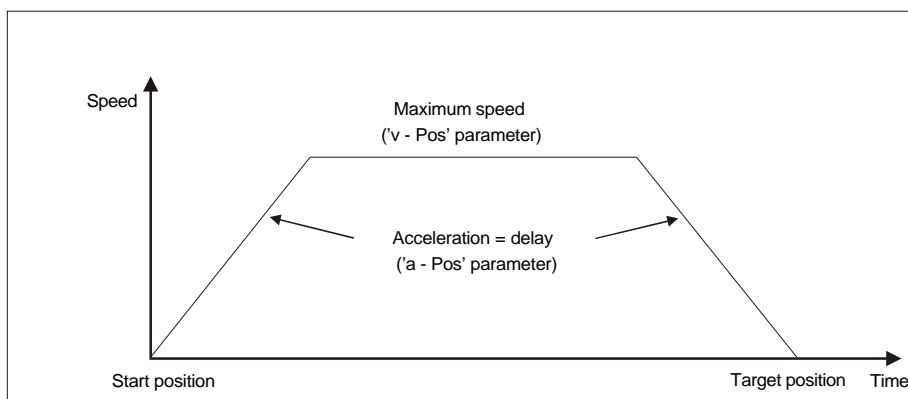 Speed
Maximum speed
('v - Pos' parameter)
Acceleration = delay
('a - Pos' parameter)
Start position
Target position
Time